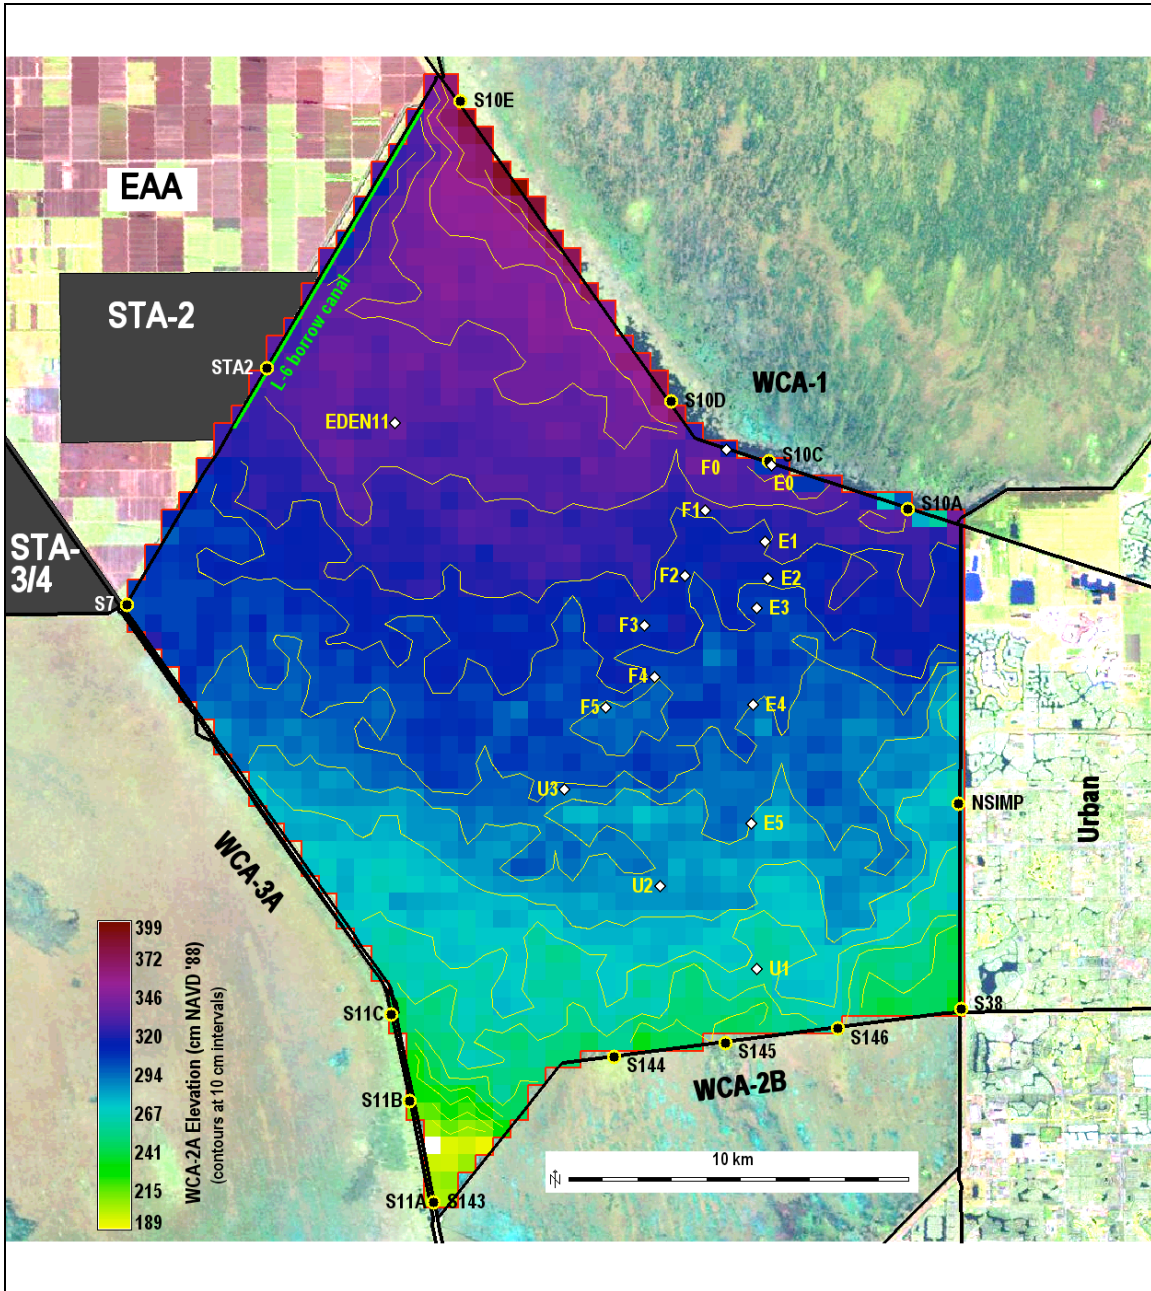 S10E
EAA
STA-2
L-6 borrow canal
STA2
WCA-1
S10D
EDEN11
F0
S10C
E0
F1
S10A
E1
STA-
3/4
F2
E2
S7
E3
F3
F4
F5
E4
U3
NSIMP
Urban
E5
WCA-3A
U2
U1
S38
S11C
S146
S145
S144
WCA-2B
S11B
S11A
S143
399
372
346
320
294
267
241
215
189
WCA-2A Elevation (cm NAVD '88)
(contours at 10 cm intervals)
10 km
N